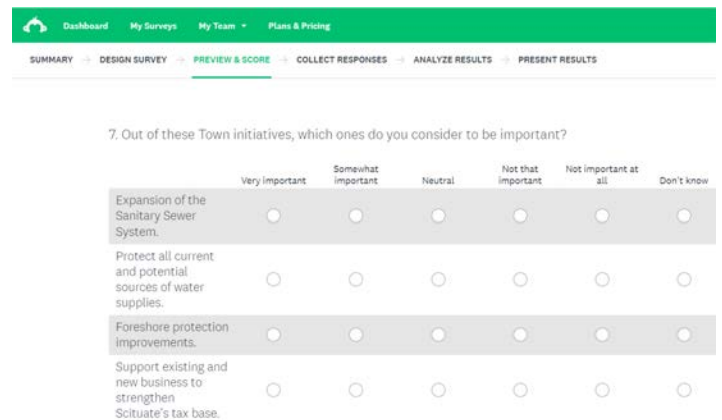 Dashboard My Surveys My Team Plans & Pricing
SUMMARY → DESIGN SURVEY → PREVIEW & SCORE → COLLECT RESPONSES → ANALYZE RESULTS → PRESENT RESULTS
7. Out of these Town initiatives, which ones do you consider to be important?
Very important
Somewhat
important
Neutral
Not that
important
Not important at
all
Don't know
Expansion of the
Sanitary Sewer
System.
Protect all current
and potential
sources of water
supplies.
Foreshore protection
improvements.
Support existing and
new business to
strengthen
Scituate's tax base.